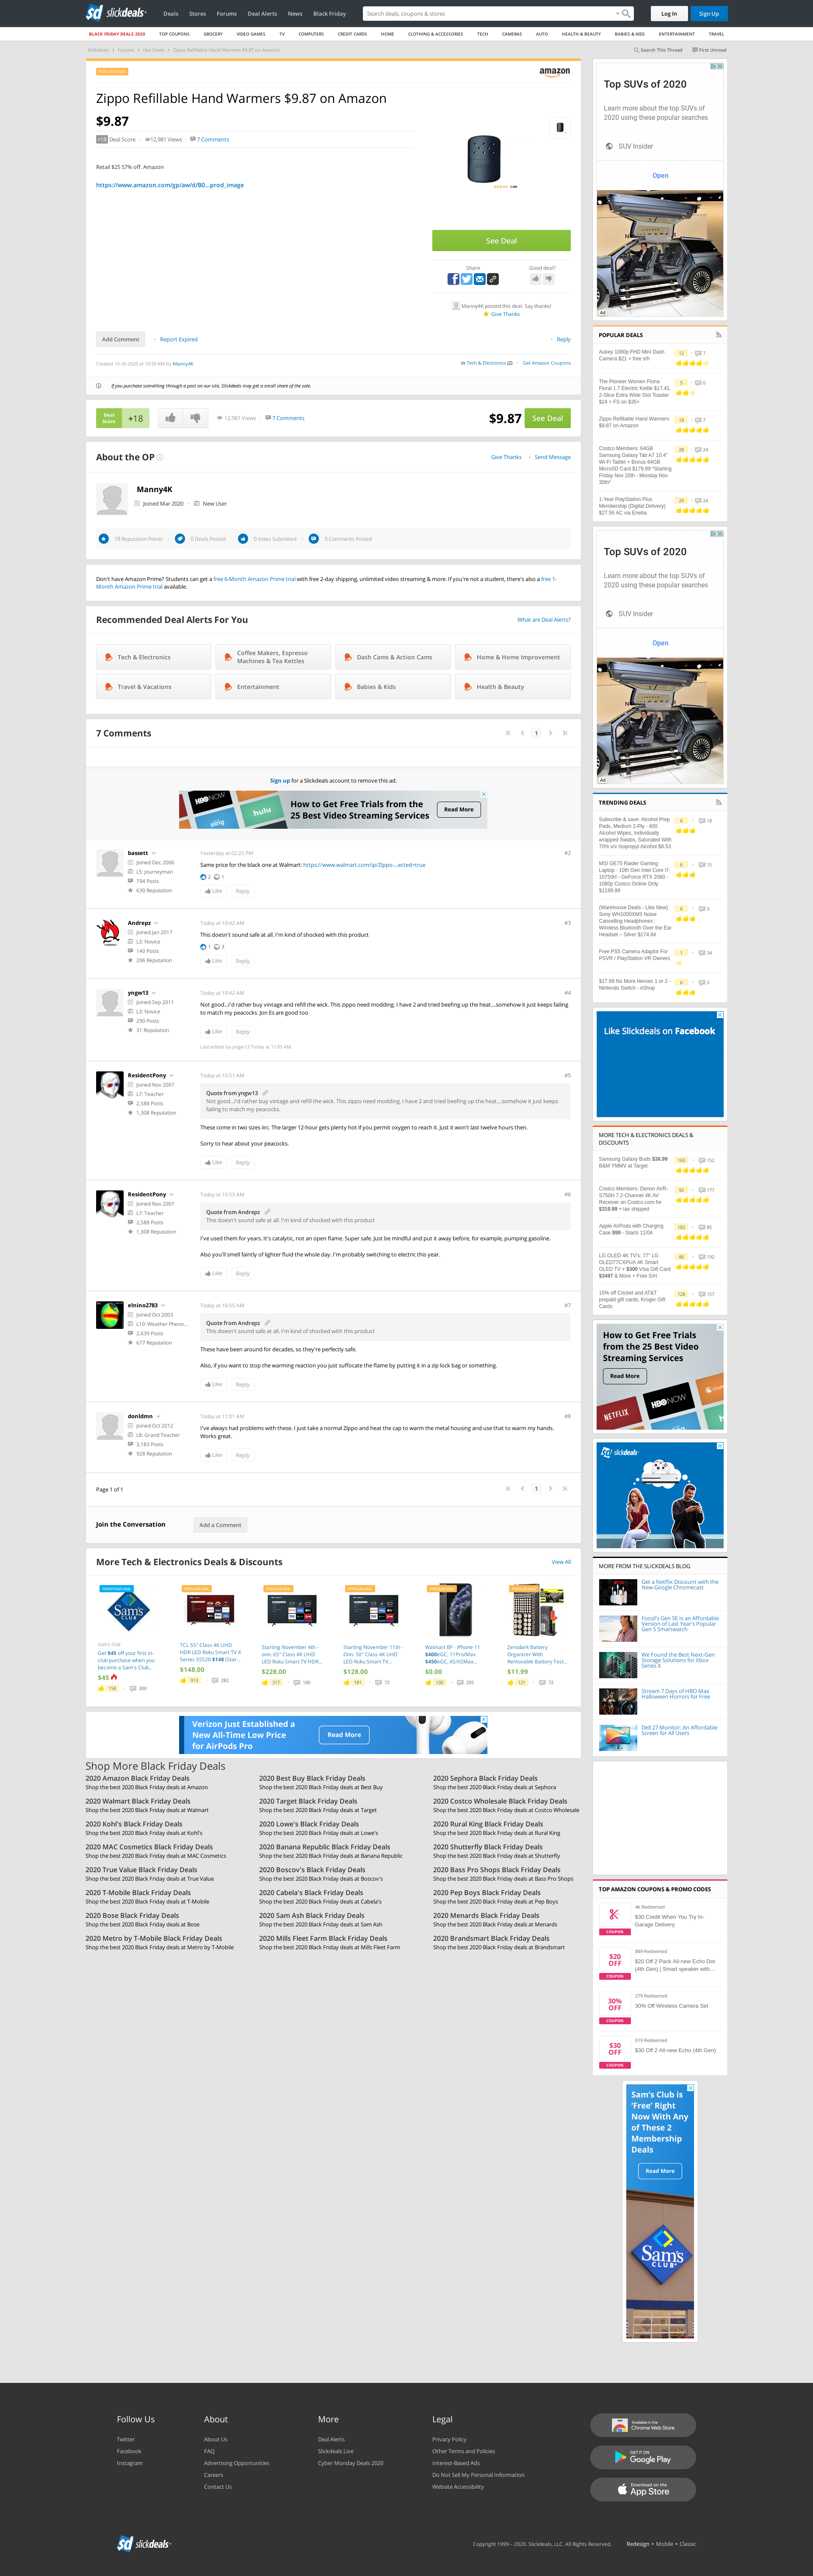 slickdeals
Deals Stores Forums Deal Alerts News Black Friday
Search deals, coupons & stores
Log In Sign Up
BLACK FRIDAY DEALS 2020 TOP COUPONS GROCERY VIDEO GAMES TV COMPUTERS CREDIT CARDS HOME CLOTHING & ACCESSORIES TECH CAMERAS AUTO HEALTH & BEAUTY BABIES & KIDS ENTERTAINMENT TRAVEL
Slickdeals Forums Hot Deals Zippo Refillable Hand Warmers $9.87 on Amazon
Search This Thread First Unread
amazon
Zippo Refillable Hand Warmers $9.87 on Amazon
$9.87
+18 Deal Score 12,981 Views 7 Comments
Retail $25 57% off. Amazon
https://www.amazon.com/gp/aw/d/B0...prod_image
See Deal
Share Good deal?
Manny4K posted this deal. Say thanks!
Give Thanks
Add Comment Report Expired Reply
Created 10-26-2020 at 10:39 AM by Manny4K
in Tech & Electronics (2) Get Amazon Coupons
If you purchase something through a post on our site, Slickdeals may get a small share of the sale.
Deal Score +18 12,981 Views 7 Comments $9.87 See Deal
About the OP
Give Thanks Send Message
Manny4K
Joined Mar 2020 New User
18 Reputation Points 0 Deals Posted 0 Votes Submitted 3 Comments Posted
Don't have Amazon Prime? Students can get a free 6-Month Amazon Prime trial with free 2-day shipping, unlimited video streaming & more. If you're not a student, there's also a free 1-
Month Amazon Prime trial available.
Recommended Deal Alerts For You
What are Deal Alerts?
Tech & Electronics
Coffee Makers, Espresso
Machines & Tea Kettles
Dash Cams & Action Cams
Home & Home Improvement
Travel & Vacations
Entertainment
Babies & Kids
Health & Beauty
7 Comments
1
Sign up for a Slickdeals account to remove this ad.
HBO NOW
sling
hulu
How to Get Free Trials from the
25 Best Video Streaming Services
Read More
bassett
Joined Dec 2006
L5: Journeyman
794 Posts
630 Reputation
Yesterday at 02:25 PM #2
Same price for the black one at Walmart: https://www.walmart.com/ip/Zippo-...ected=true
2 1
Like Reply
Andrepz
Joined Jan 2017
L3: Novice
140 Posts
206 Reputation
Today at 10:42 AM #3
This doesn't sound safe at all. I'm kind of shocked with this product
1 3
Like Reply
yngw13
Joined Sep 2011
L3: Novice
290 Posts
31 Reputation
Today at 10:42 AM #4
Not good...I'd rather buy vintage and refill the wick. This zippo need modding. I have 2 and tried beefing up the heat....somehow it just keeps failing
to match my peacocks. Jon Es are good too
Like Reply
Last edited by yngw13 Today at 11:05 AM.
ResidentPony
Joined Nov 2007
L7: Teacher
2,588 Posts
1,308 Reputation
Today at 10:51 AM #5
Quote from yngw13
Not good...I'd rather buy vintage and refill the wick. This zippo need modding. I have 2 and tried beefing up the heat....somehow it just keeps
failing to match my peacocks.
These come in two sizes iirc. The larger 12-hour gets plenty hot if you permit oxygen to reach it. Just it won't last twelve hours then.
Sorry to hear about your peacocks.
Like Reply
ResidentPony
Joined Nov 2007
L7: Teacher
2,588 Posts
1,308 Reputation
Today at 10:53 AM #6
Quote from Andrepz
This doesn't sound safe at all. I'm kind of shocked with this product
I've used them for years. It's catalytic, not an open flame. Super safe. Just be mindful and put it away before, for example, pumping gasoline.
Also you'll smell faintly of lighter fluid the whole day. I'm probably switching to electric this year.
Like Reply
elnino2783
Joined Oct 2003
L10: Weather Pheno...
2,639 Posts
677 Reputation
Today at 10:55 AM #7
Quote from Andrepz
This doesn't sound safe at all. I'm kind of shocked with this product
These have been around for decades, so they're perfectly safe.
Also, if you want to stop the warming reaction you just suffocate the flame by putting it in a zip lock bag or something.
Like Reply
donldmn
Joined Oct 2012
L8: Grand Teacher
3,183 Posts
928 Reputation
Today at 11:01 AM #8
I've always had problems with these. I just take a normal Zippo and heat the cap to warm the metal housing and use that to warm my hands.
Works great.
Like Reply
Page 1 of 1
1
Join the Conversation Add a Comment
More Tech & Electronics Deals & Discounts
View All
Sam's Club
Get $45 off your first in-
club purchase when you
become a Sam's Club...
$45
158 300
TCL 55" Class 4K UHD
HDR LED Roku Smart TV 4
Series 55S20 $148 (Star...
$148.00
913 282
Starting November 4th -
onn. 65" Class 4K UHD
LED Roku Smart TV HDR...
$228.00
317 180
Starting November 11th -
Onn. 50" Class 4K UHD
LED Roku Smart TV...
$128.00
181 72
Walmart BF - iPhone 11
$400eGC, 11Pro/Max
$450eGC, XS/XSMax...
$0.00
100 205
Zerodark Battery
Organizer With
Removable Battery Test...
$11.99
121 72
Verizon Just Established a
New All-Time Low Price
for AirPods Pro
Read More
Shop More Black Friday Deals
2020 Amazon Black Friday Deals
Shop the best 2020 Black Friday deals at Amazon
2020 Best Buy Black Friday Deals
Shop the best 2020 Black Friday deals at Best Buy
2020 Sephora Black Friday Deals
Shop the best 2020 Black Friday deals at Sephora
2020 Walmart Black Friday Deals
Shop the best 2020 Black Friday deals at Walmart
2020 Target Black Friday Deals
Shop the best 2020 Black Friday deals at Target
2020 Costco Wholesale Black Friday Deals
Shop the best 2020 Black Friday deals at Costco Wholesale
2020 Kohl's Black Friday Deals
Shop the best 2020 Black Friday deals at Kohl's
2020 Lowe's Black Friday Deals
Shop the best 2020 Black Friday deals at Lowe's
2020 Rural King Black Friday Deals
Shop the best 2020 Black Friday deals at Rural King
2020 MAC Cosmetics Black Friday Deals
Shop the best 2020 Black Friday deals at MAC Cosmetics
2020 Banana Republic Black Friday Deals
Shop the best 2020 Black Friday deals at Banana Republic
2020 Shutterfly Black Friday Deals
Shop the best 2020 Black Friday deals at Shutterfly
2020 True Value Black Friday Deals
Shop the best 2020 Black Friday deals at True Value
2020 Boscov's Black Friday Deals
Shop the best 2020 Black Friday deals at Boscov's
2020 Bass Pro Shops Black Friday Deals
Shop the best 2020 Black Friday deals at Bass Pro Shops
2020 T-Mobile Black Friday Deals
Shop the best 2020 Black Friday deals at T-Mobile
2020 Cabela's Black Friday Deals
Shop the best 2020 Black Friday deals at Cabela's
2020 Pep Boys Black Friday Deals
Shop the best 2020 Black Friday deals at Pep Boys
2020 Bose Black Friday Deals
Shop the best 2020 Black Friday deals at Bose
2020 Sam Ash Black Friday Deals
Shop the best 2020 Black Friday deals at Sam Ash
2020 Menards Black Friday Deals
Shop the best 2020 Black Friday deals at Menards
2020 Metro by T-Mobile Black Friday Deals
Shop the best 2020 Black Friday deals at Metro by T-Mobile
2020 Mills Fleet Farm Black Friday Deals
Shop the best 2020 Black Friday deals at Mills Fleet Farm
2020 Brandsmart Black Friday Deals
Shop the best 2020 Black Friday deals at Brandsmart
Top SUVs of 2020
Learn more about the top SUVs of
2020 using these popular searches
SUV Insider
Open
Ad
POPULAR DEALS
Aukey 1080p FHD Mini Dash
Camera $21 + free s/h
12 7
The Pioneer Women Fiona
Floral 1.7 Electric Kettle $17.41,
2-Slice Extra Wide Slot Toaster
$24 + FS on $35+
5 0
Zippo Refillable Hand Warmers
$9.87 on Amazon
18 7
Costco Members: 64GB
Samsung Galaxy Tab A7 10.4"
Wi-Fi Tablet + Bonus 64GB
MicroSD Card $179.99 *Starting
Friday Nov 20th - Monday Nov
30th*
28 24
1-Year PlayStation Plus
Membership (Digital Delivery)
$27.56 AC via Eneba
20 24
Top SUVs of 2020
Learn more about the top SUVs of
2020 using these popular searches
SUV Insider
Open
Ad
TRENDING DEALS
Subscribe & save: Alcohol Prep
Pads, Medium 2-Ply - 400
Alcohol Wipes, Individually
wrapped Swabs, Saturated With
70% v/v Isopropyl Alcohol $8.53
6 18
MSI GE75 Raider Gaming
Laptop - 10th Gen Intel Core i7-
10750H - GeForce RTX 2060 -
1080p Costco Online Only
$1199.99
6 15
(Warehouse Deals - Like New)
Sony WH1000XM3 Noise
Cancelling Headphones :
Wireless Bluetooth Over the Ear
Headset – Silver $174.84
6 3
Free PS5 Camera Adaptor For
PSVR / PlayStation VR Owners
1 34
$17.99 No More Heroes 1 or 2 -
Nintendo Switch - eShop
6 3
Like Slickdeals on Facebook
MORE TECH & ELECTRONICS DEALS &
DISCOUNTS
Samsung Galaxy Buds $38.99
B&M YMMV at Target
163 152
Costco Members: Denon AVR-
S750H 7.2-Channel 4K AV
Receiver on Costco.com for
$319.99 + tax shipped
92 177
Apple AirPods with Charging
Case $99 - Starts 11/04
182 85
LG OLED 4K TV's: 77" LG
OLED77CXPUA 4K Smart
OLED TV + $300 Visa Gift Card
$3497 & More + Free S/H
86 192
15% off Cricket and AT&T
prepaid gift cards, Kroger Gift
Cards
128 157
How to Get Free Trials
from the 25 Best Video
Streaming Services
Read More
NETFLIX
HBO NOW
slickdeals
MORE FROM THE SLICKDEALS BLOG
Get a Netflix Discount with the
New Google Chromecast
Fossil's Gen 5E Is an Affordable
Version of Last Year's Popular
Gen 5 Smartwatch
We Found the Best Next-Gen
Storage Solutions for Xbox
Series X
Stream 7 Days of HBO Max
Halloween Horrors for Free
Dell 27 Monitor: An Affordable
Screen for All Users
TOP AMAZON COUPONS & PROMO CODES
COUPON
4k Redeemed
$30 Credit When You Try In-
Garage Delivery
$20
OFF
COUPON
889 Redeemed
$20 Off 2 Pack All-new Echo Dot
(4th Gen) | Smart speaker with...
30%
OFF
COUPON
279 Redeemed
30% Off Wireless Camera Set
$30
OFF
COUPON
619 Redeemed
$30 Off 2 All-new Echo (4th Gen)
Sam's Club is
'Free' Right
Now With Any
of These 2
Membership
Deals
Read More
Sam's
CLUB
Follow Us
Twitter
Facebook
Instagram
About
About Us
FAQ
Advertising Opportunities
Careers
Contact Us
More
Deal Alerts
Slickdeals Live
Cyber Monday Deals 2020
Legal
Privacy Policy
Other Terms and Policies
Interest-Based Ads
Do Not Sell My Personal Information
Website Accessibility
Available in the
Chrome Web Store
GET IT ON
Google Play
Download on the
App Store
slickdeals
Copyright 1999 – 2020. Slickdeals, LLC. All Rights Reserved. Redesign • Mobile • Classic